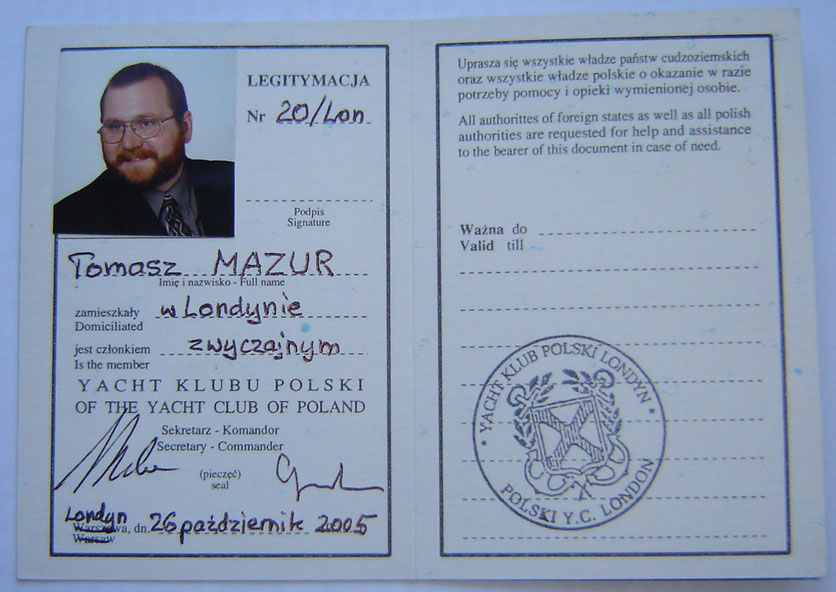 LEGITYMACJA
Nr 20/Lon
Podpis
Signature
Tomasz MAZUR
Imię i nazwisko - Full name
zamieszkały w Londynie
Domiciliated
jest członkiem zwyczajnym
Is the member
YACHT KLUBU POLSKI
OF THE YACHT CLUB OF POLAND
Sekretarz - Komandor
Secretary - Commander
(pieczęć)
seal
Londyn
Warszawa, dn. 26 październik 2005
Warsaw
Uprasza się wszystkie władze państw cudzoziemskich
oraz wszystkie władze polskie o okazanie w razie
potrzeby pomocy i opieki wymienionej osobie.
All authoritites of foreign states as well as all polish
authorities are requested for help and assistance
to the bearer of this document in case of need.
Ważna do
Valid till
* YACHT KLUB POLSKI LONDYN *
POLSKI Y.C. LONDON